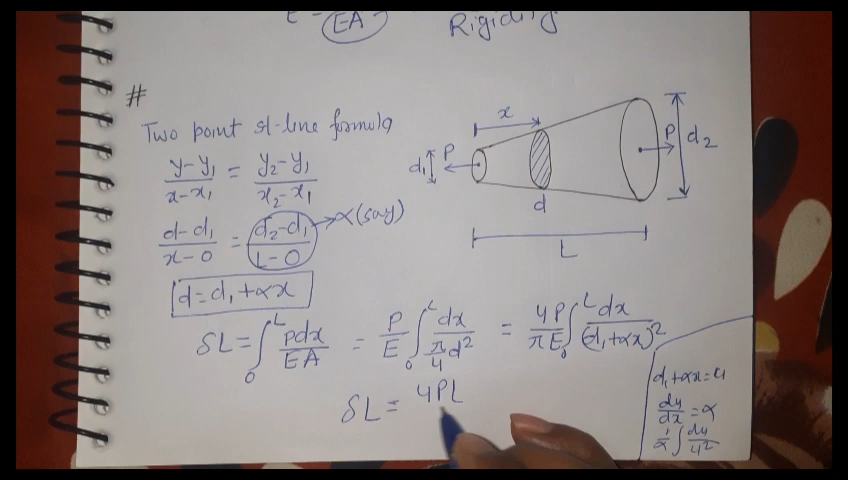 EA
Rigidity
#
Two point st-line formula
y-y₁/x-x₁ = y₂-y₁/x₂-x₁
d-d₁/x-0 = d₂-d₁/L-0 → α(say)
d=d₁+αx
x
d₁
P
P
d₂
d
L
δL = ∫₀ᴸ Pdx/EA = P/E ∫₀ᴸ dx/(π/4 d²) = 4P/πE ∫₀ᴸ dx/(d₁+αx)²
δL = 4PL
d₁+αx=u
du/dx = α
1/α ∫ du/u²